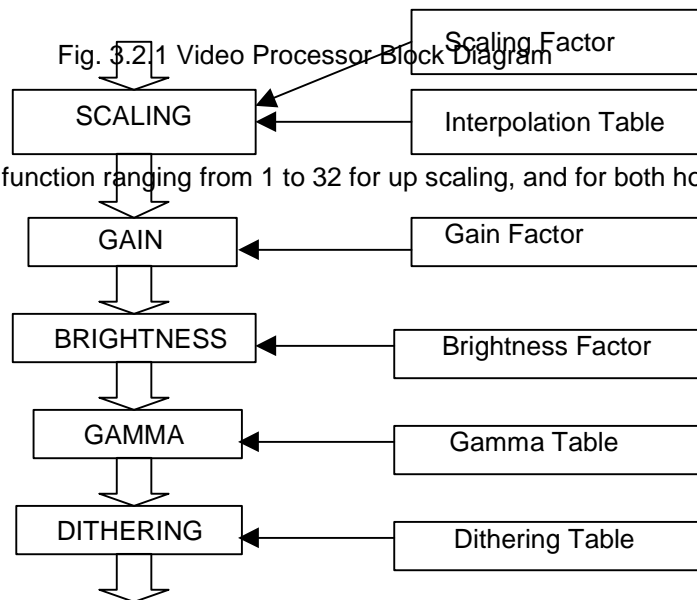 Scaling Factor
Fig. 3.2.1 Video Processor Block Diagram
SCALING
Interpolation Table
function ranging from 1 to 32 for up scaling, and for both ho
GAIN
Gain Factor
BRIGHTNESS
Brightness Factor
GAMMA
Gamma Table
DITHERING
Dithering Table